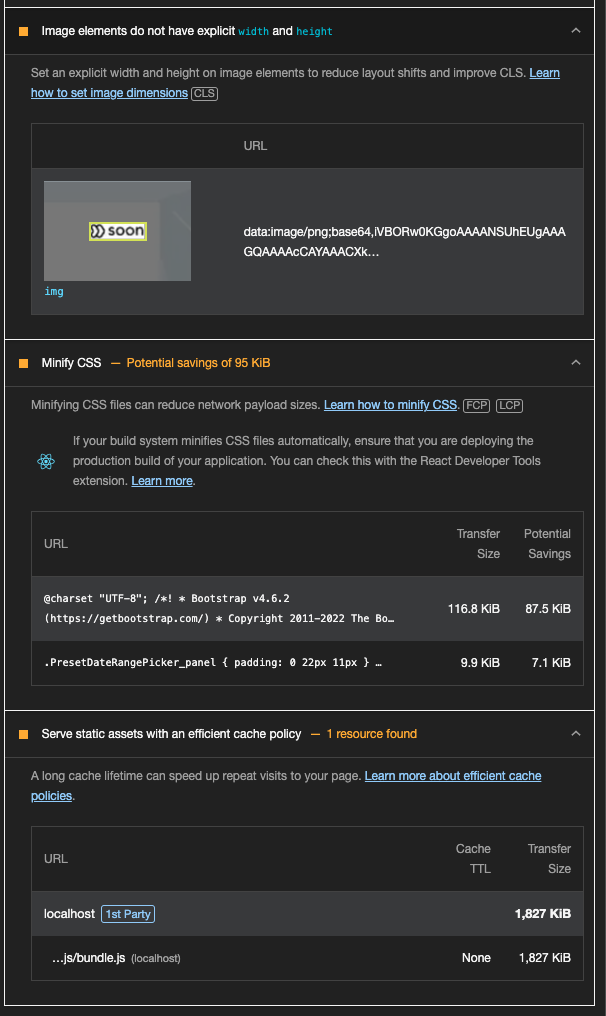 Image elements do not have explicit width and height
Set an explicit width and height on image elements to reduce layout shifts and improve CLS. Learn
how to set image dimensions CLS
URL
soon
data:image/png;base64,iVBORw0KGgoAAAANSUhEUgAAA
GQAAAAcCAYAAACXk…
img
Minify CSS — Potential savings of 95 KiB
Minifying CSS files can reduce network payload sizes. Learn how to minify CSS. FCP LCP
If your build system minifies CSS files automatically, ensure that you are deploying the
production build of your application. You can check this with the React Developer Tools
extension. Learn more.
URL Transfer Size Potential Savings
@charset "UTF-8"; /*! * Bootstrap v4.6.2
(https://getbootstrap.com/) * Copyright 2011-2022 The Bo… 116.8 KiB 87.5 KiB
.PresetDateRangePicker_panel { padding: 0 22px 11px } … 9.9 KiB 7.1 KiB
Serve static assets with an efficient cache policy — 1 resource found
A long cache lifetime can speed up repeat visits to your page. Learn more about efficient cache
policies.
URL Cache TTL Transfer Size
localhost 1st Party 1,827 KiB
…js/bundle.js (localhost) None 1,827 KiB